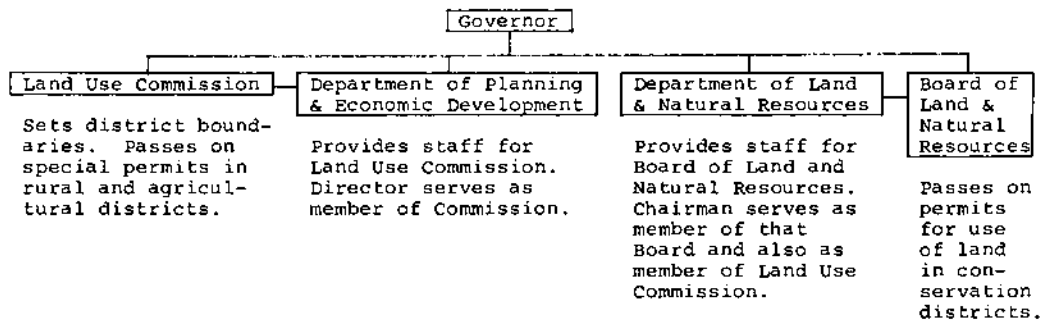 Governor
Land Use Commission
Department of Planning
& Economic Development
Department of Land
& Natural Resources
Board of
Land &
Natural
Resources
Sets district bound-
aries. Passes on
special permits in
rural and agricul-
tural districts.
Provides staff for
Land Use Commission.
Director serves as
member of Commission.
Provides staff for
Board of Land and
Natural Resources.
Chairman serves as
member of that
Board and also as
member of Land Use
Commission.
Passes on
permits
for use
of land
in con-
servation
districts.